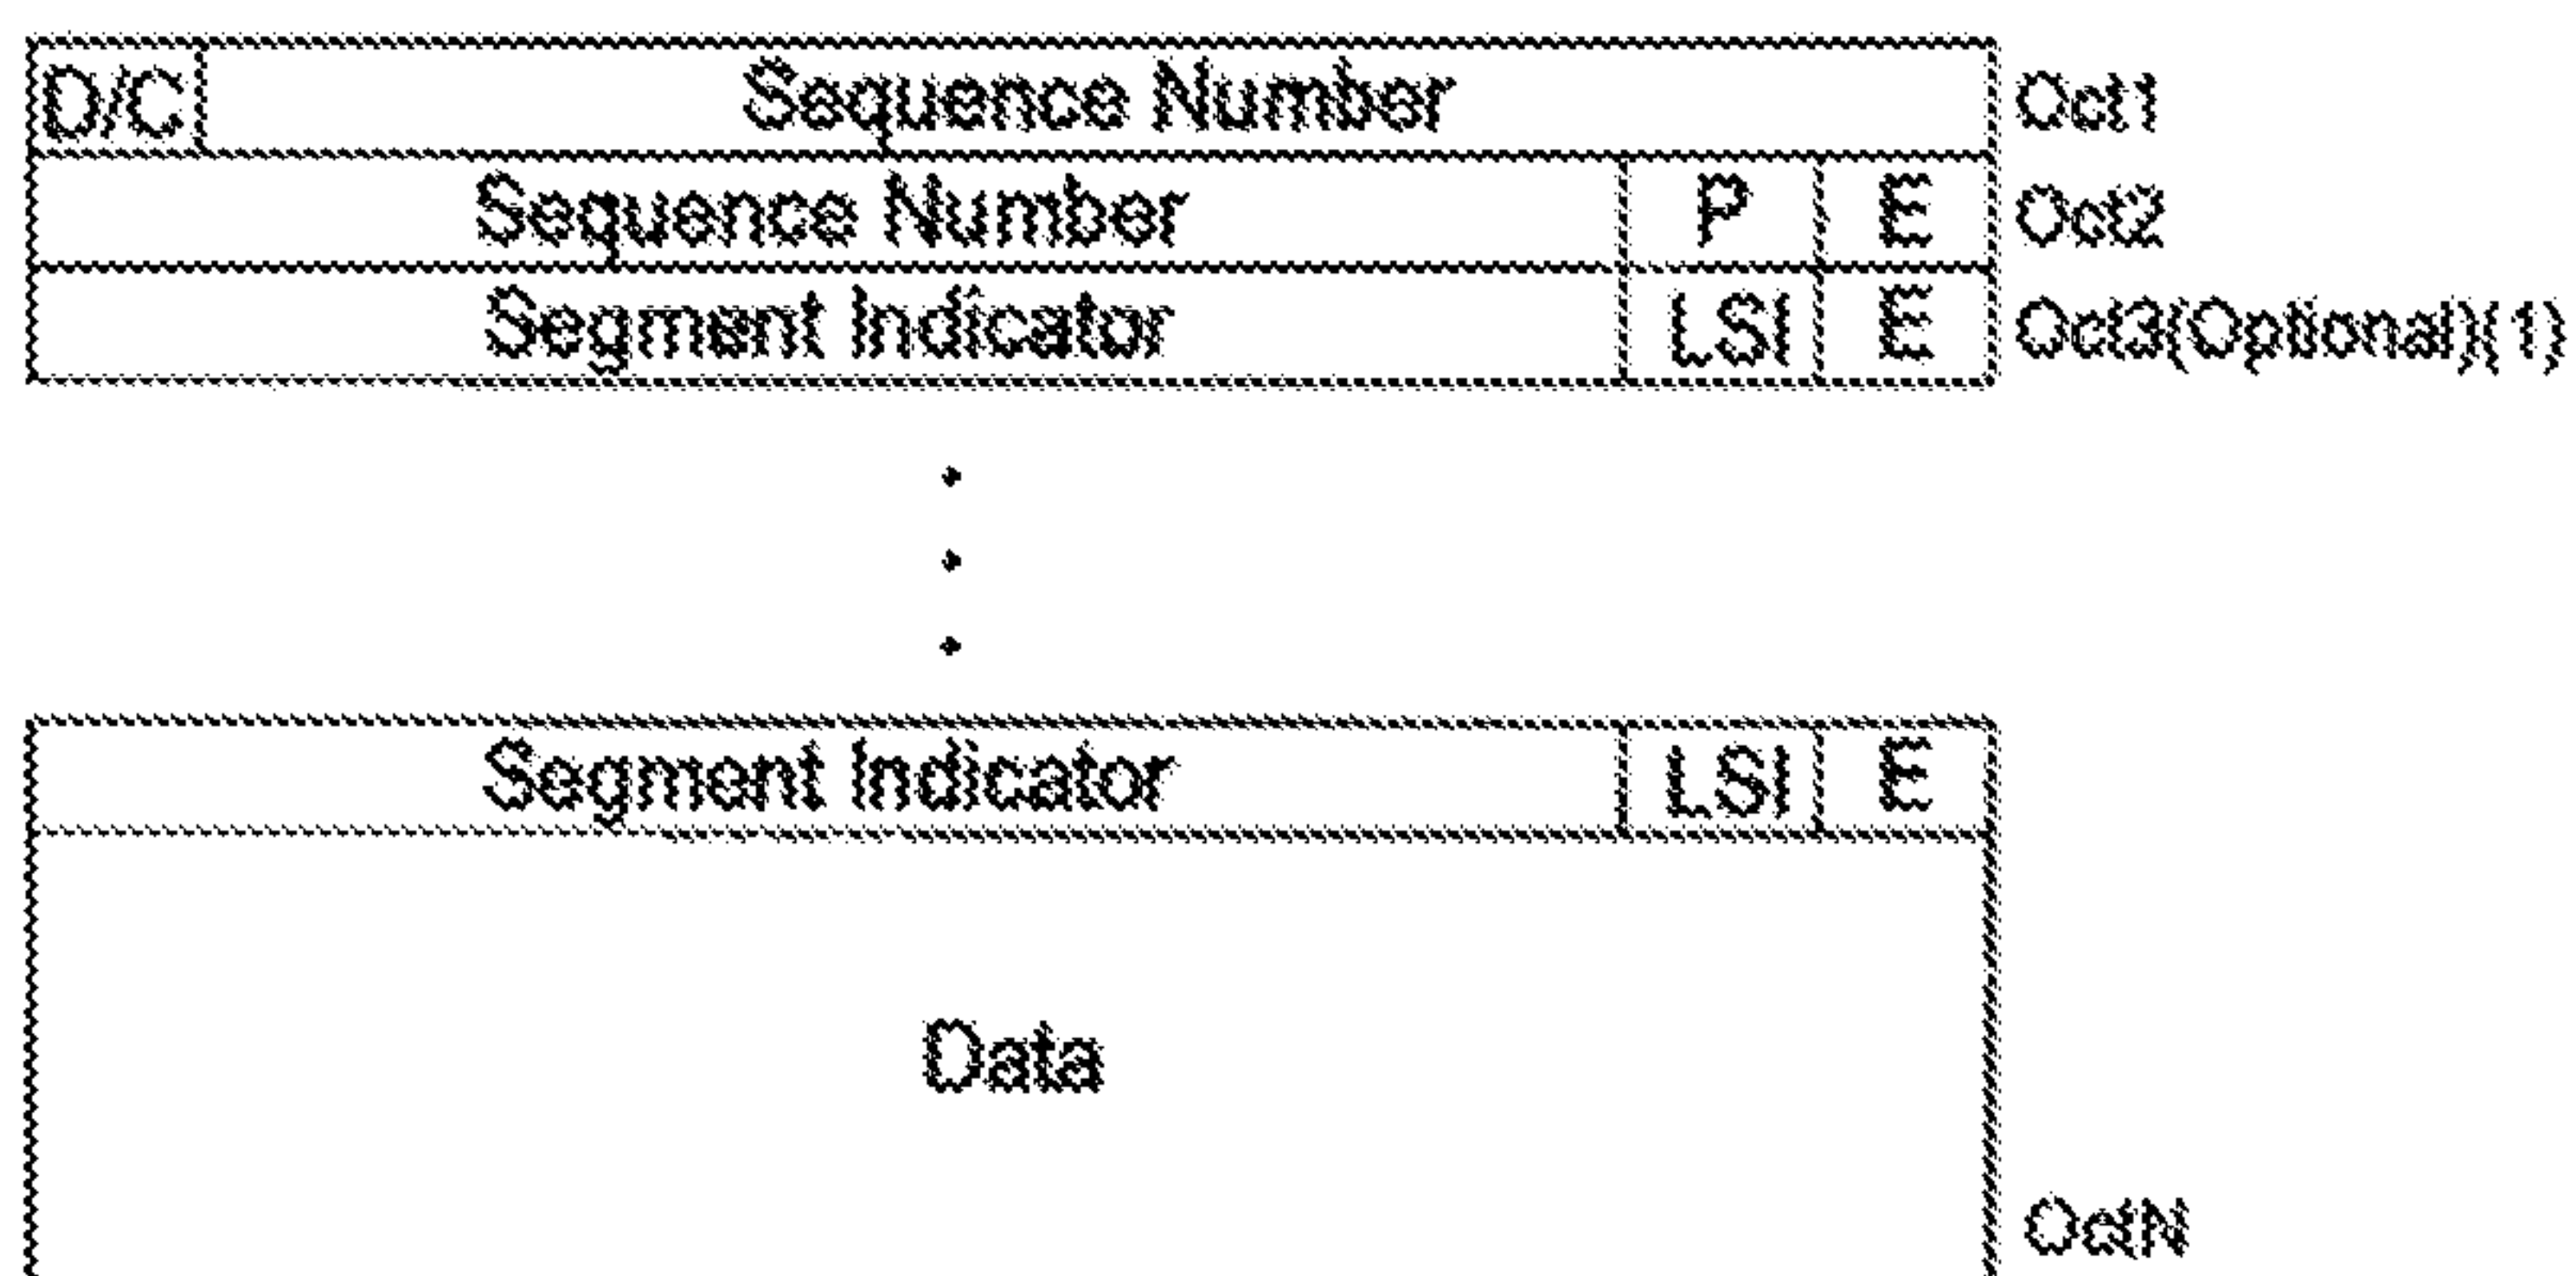 D/C Sequence Number Oct1
Sequence Number P E Oct2
Segment Indicator LSI E Oct3(Optional)(1)
Segment Indicator LSI E
Data
OctN